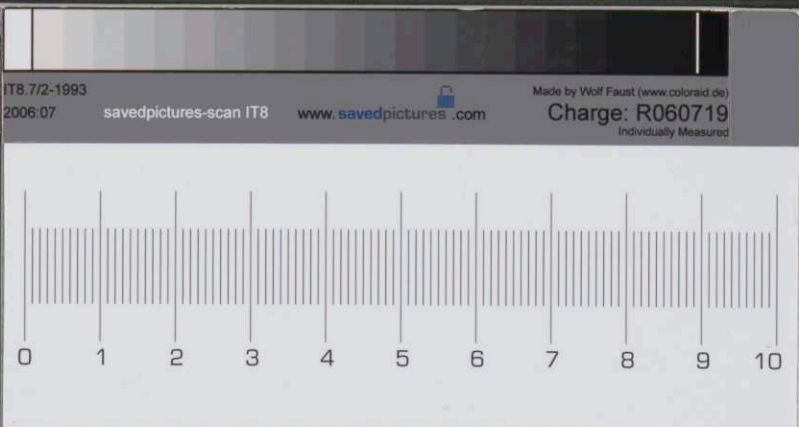 IT8.7/2-1993
2006:07
savedpictures-scan IT8
www.savedpictures.com
Made by Wolf Faust (www.coloraid.de)
Charge: R060719
Individually Measured
0 1 2 3 4 5 6 7 8 9 10